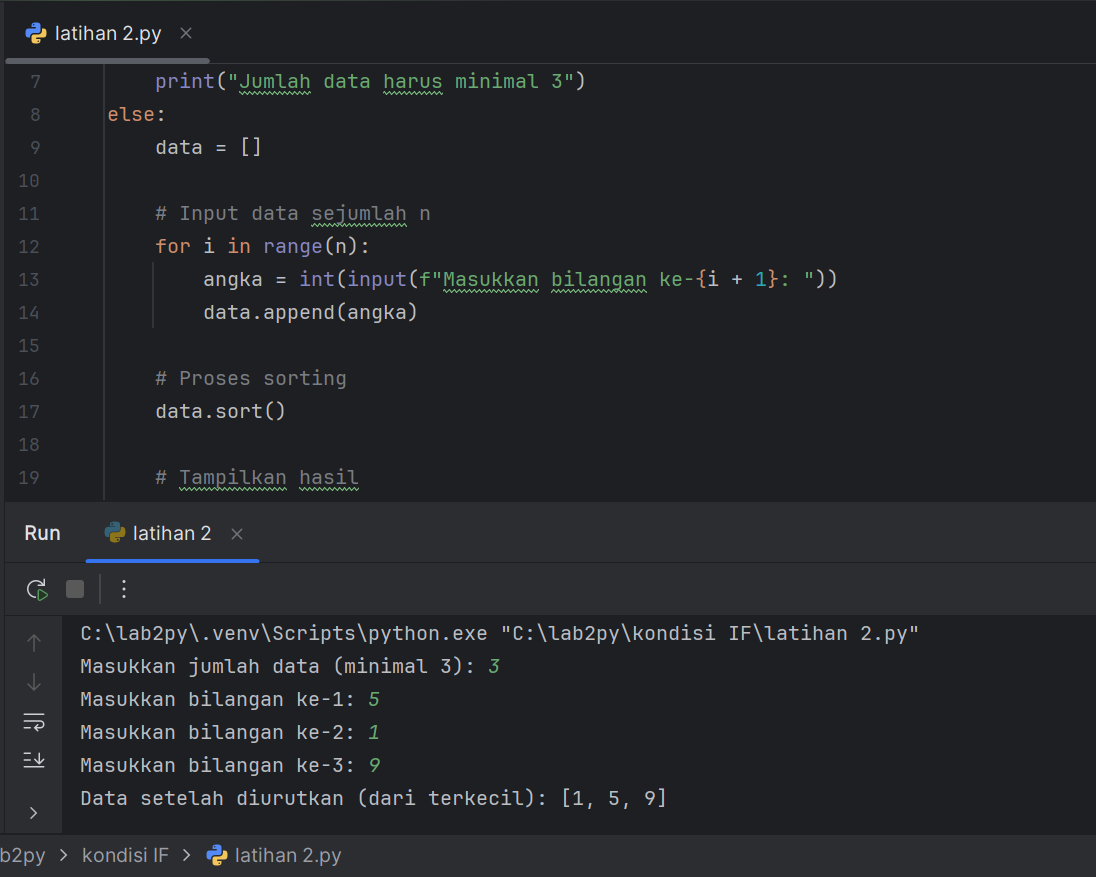 latihan 2.py
7 print("Jumlah data harus minimal 3")
8 else:
9 data = []
10
11 # Input data sejumlah n
12 for i in range(n):
13 angka = int(input(f"Masukkan bilangan ke-{i + 1}: "))
14 data.append(angka)
15
16 # Proses sorting
17 data.sort()
18
19 # Tampilkan hasil
Run latihan 2
C:\lab2py\.venv\Scripts\python.exe "C:\lab2py\kondisi IF\latihan 2.py"
Masukkan jumlah data (minimal 3): 3
Masukkan bilangan ke-1: 5
Masukkan bilangan ke-2: 1
Masukkan bilangan ke-3: 9
Data setelah diurutkan (dari terkecil): [1, 5, 9]
b2py > kondisi IF > latihan 2.py